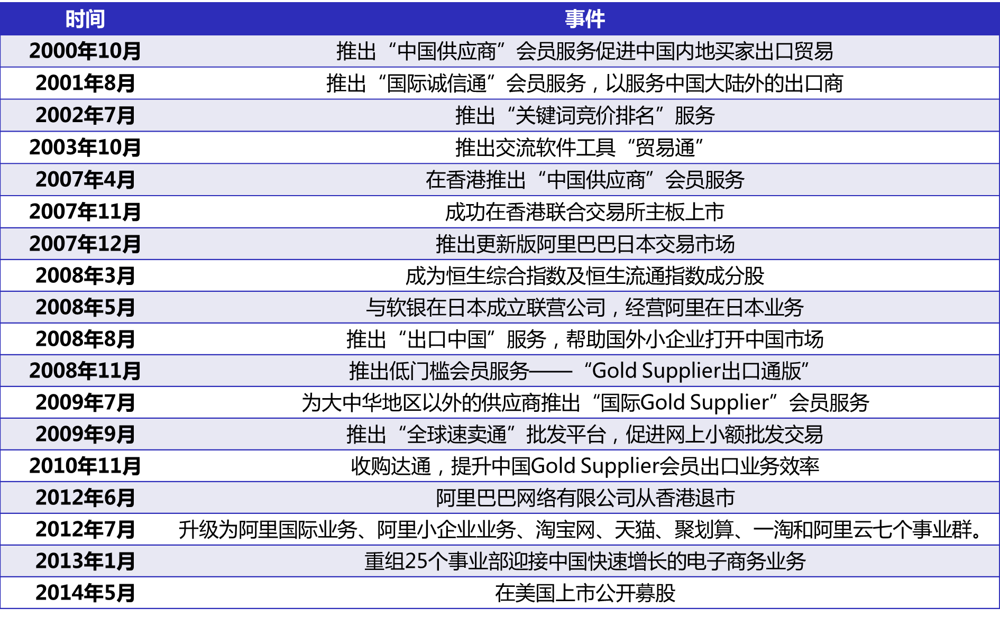 时间 事件
2000年10月 推出“中国供应商”会员服务促进中国内地买家出口贸易
2001年8月 推出“国际诚信通”会员服务，以服务中国大陆外的出口商
2002年7月 推出“关键词竞价排名”服务
2003年10月 推出交流软件工具“贸易通”
2007年4月 在香港推出“中国供应商”会员服务
2007年11月 成功在香港联合交易所主板上市
2007年12月 推出更新版阿里巴巴日本交易市场
2008年3月 成为恒生综合指数及恒生流通指数成分股
2008年5月 与软银在日本成立联营公司，经营阿里在日本业务
2008年8月 推出“出口中国”服务，帮助国外小企业打开中国市场
2008年11月 推出低门槛会员服务——“Gold Supplier出口通版”
2009年7月 为大中华地区以外的供应商推出“国际Gold Supplier”会员服务
2009年9月 推出“全球速卖通”批发平台，促进网上小额批发交易
2010年11月 收购达通，提升中国Gold Supplier会员出口业务效率
2012年6月 阿里巴巴网络有限公司从香港退市
2012年7月 升级为阿里国际业务、阿里小企业业务、淘宝网、天猫、聚划算、一淘和阿里云七个事业群。
2013年1月 重组25个事业部迎接中国快速增长的电子商务业务
2014年5月 在美国上市公开募股